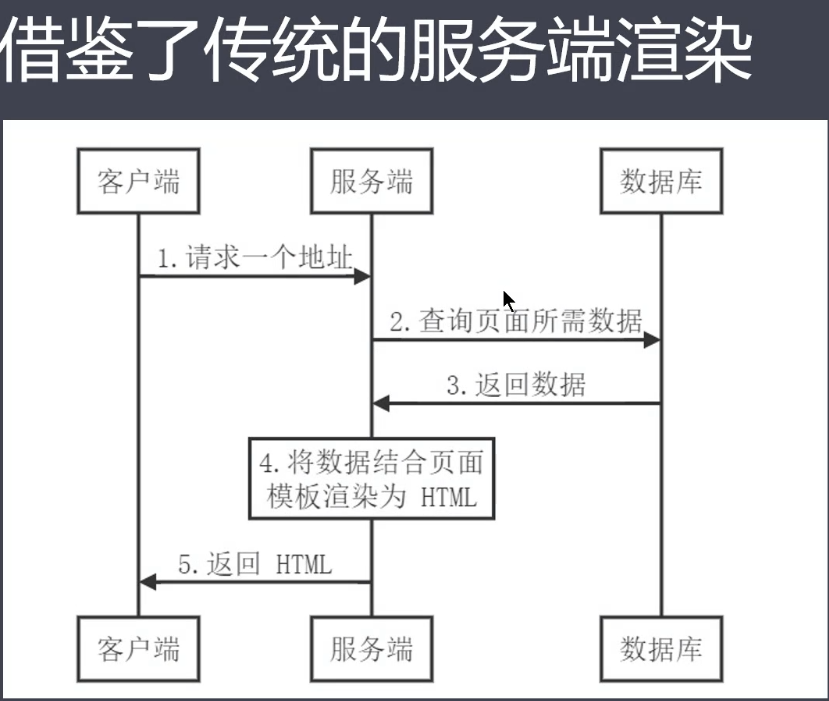 借鉴了传统的服务端渲染
客户端
服务端
数据库
1.请求一个地址
2.查询页面所需数据
3.返回数据
4.将数据结合页面
模板渲染为 HTML
5.返回 HTML
客户端
服务端
数据库